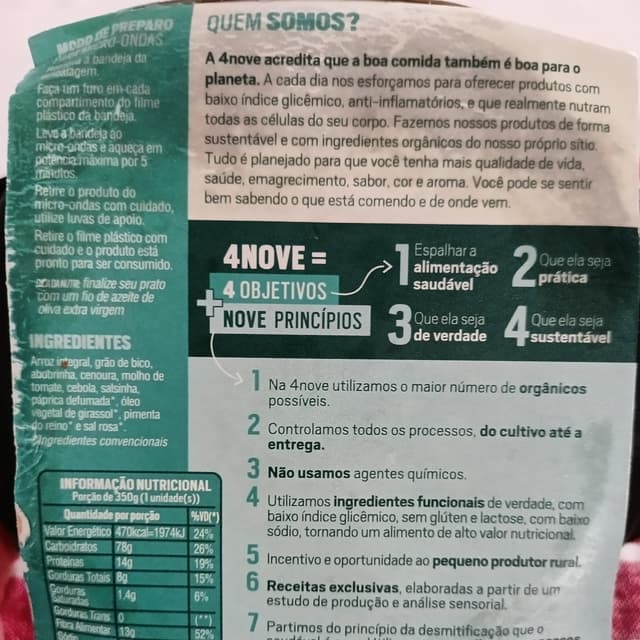 MODO DE PREPARO
MICRO-ONDAS
a bandeja da
embalagem.
Faça um furo em cada
compartimento do filme
plástico da bandeja.
Leve a bandeja ao
micro-ondas e aqueça em
potência máxima por 5
minutos.
Retire o produto do
micro-ondas com cuidado,
utilize luvas de apoio.
Retire o filme plástico com
cuidado e o produto está
pronto para ser consumido.
finalize seu prato
com um fio de azeite de
oliva extra virgem
INGREDIENTES
Arroz integral, grão de bico,
abobrinha, cenoura, molho de
tomate, cebola, salsinha,
páprica defumada*, óleo
vegetal de girassol*, pimenta
do reino* e sal rosa*.
*Ingredientes convencionais
INFORMAÇÃO NUTRICIONAL
Porção de 350g (1 unidade(s))
Quantidade por porção %VD(*)
Valor Energético 470kcal=1974kJ 24%
Carboidratos 78g 26%
Proteínas 14g 19%
Gorduras Totais 8g 15%
Gorduras
Saturadas 1.4g 6%
Gorduras Trans 0 (**)
Fibra Alimentar 13g 52%
Sódio
QUEM SOMOS?
A 4nove acredita que a boa comida também é boa para o
planeta. A cada dia nos esforçamos para oferecer produtos com
baixo índice glicêmico, anti-inflamatórios, e que realmente nutram
todas as células do seu corpo. Fazemos nossos produtos de forma
sustentável e com ingredientes orgânicos do nosso próprio sítio.
Tudo é planejado para que você tenha mais qualidade de vida,
saúde, emagrecimento, sabor, cor e aroma. Você pode se sentir
bem sabendo o que está comendo e de onde vem.
4NOVE =
4 OBJETIVOS
+
NOVE PRINCÍPIOS
1 Espalhar a
alimentação
saudável
2 Que ela seja
prática
3 Que ela seja
de verdade
4 Que ela seja
sustentável
1 Na 4nove utilizamos o maior número de orgânicos
possíveis.
2 Controlamos todos os processos, do cultivo até a
entrega.
3 Não usamos agentes químicos.
4 Utilizamos ingredientes funcionais de verdade, com
baixo índice glicêmico, sem glúten e lactose, com baixo
sódio, tornando um alimento de alto valor nutricional.
5 Incentivo e oportunidade ao pequeno produtor rural.
6 Receitas exclusivas, elaboradas a partir de um
estudo de produção e análise sensorial.
7 Partimos do princípio da desmitificação que o